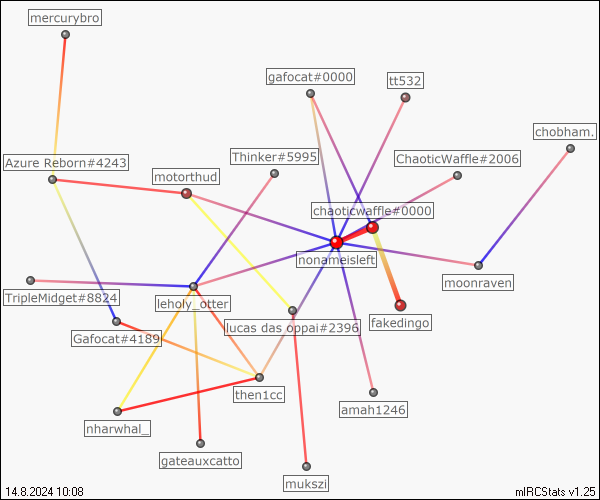 mercurybro
gafocat#0000
tt532
chobham.
Azure Reborn#4243
Thinker#5995
ChaoticWaffle#2006
motorthud
chaoticwaffle#0000
nonameisleft
moonraven
TripleMidget#8824
leholy_otter
Gafocat#4189
lucas das oppai#2396
fakedingo
then1cc
amah1246
nharwhal_
gateauxcatto
mukszi
14.8.2024 10:08
mIRCStats v1.25